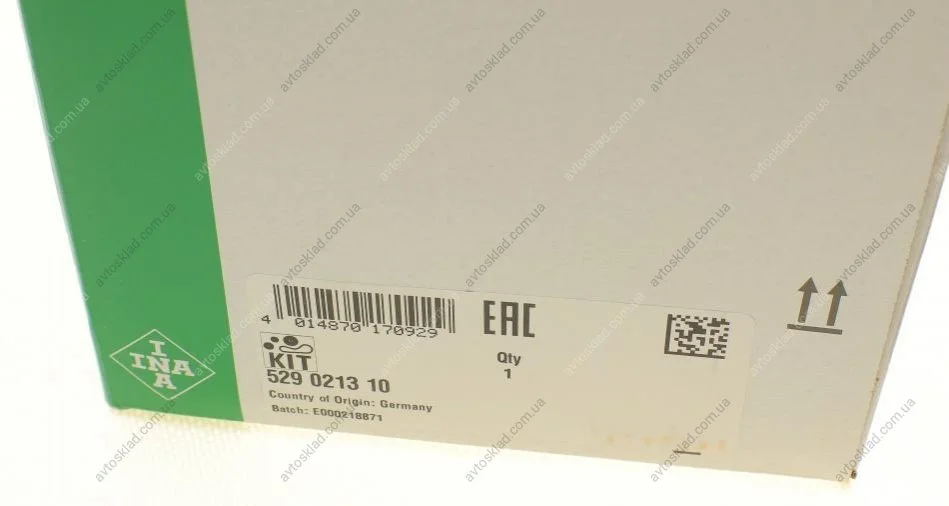 4 014870 170929
EAC
KIT
529 0213 10
Qty
1
Country of Origin: Germany
Batch: E000218871
INA
INA
avtosklad.com.ua